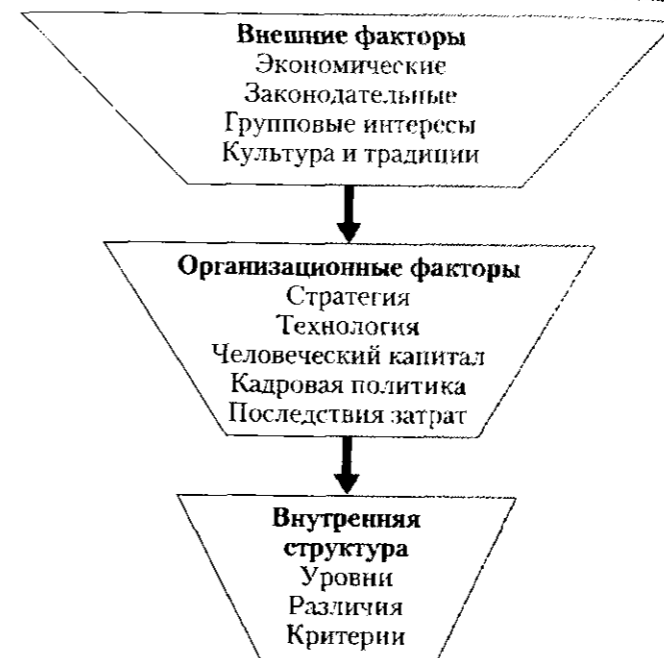 Внешние факторы
Экономические
Законодательные
Групповые интересы
Культура и традиции
Организационные факторы
Стратегия
Технология
Человеческий капитал
Кадровая политика
Последствия затрат
Внутренняя
структура
Уровни
Различия
Критерии